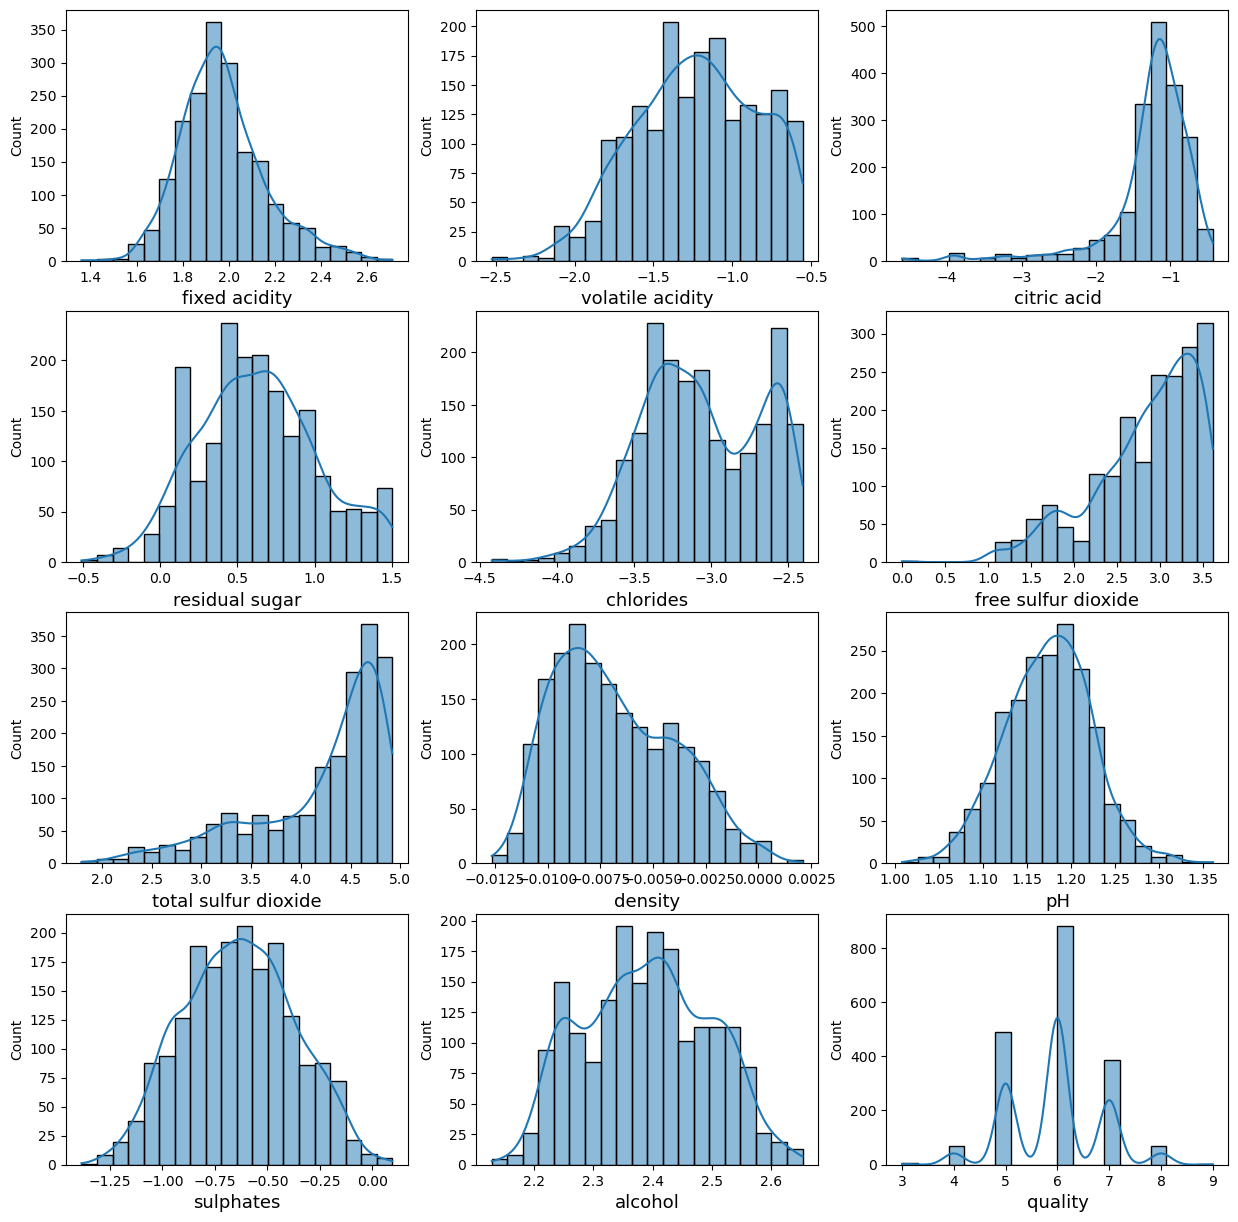 350
300
250
200
150
100
50
0
Count
1.4 1.6 1.8 2.0 2.2 2.4 2.6
fixed acidity
200
175
150
125
100
75
50
25
0
Count
−2.5 −2.0 −1.5 −1.0 −0.5
volatile acidity
500
400
300
200
100
0
Count
−4 −3 −2 −1
citric acid
200
150
100
50
0
Count
−0.5 0.0 0.5 1.0 1.5
residual sugar
200
150
100
50
0
Count
−4.5 −4.0 −3.5 −3.0 −2.5
chlorides
300
250
200
150
100
50
0
Count
0.0 0.5 1.0 1.5 2.0 2.5 3.0 3.5
free sulfur dioxide
350
300
250
200
150
100
50
0
Count
2.0 2.5 3.0 3.5 4.0 4.5 5.0
total sulfur dioxide
200
150
100
50
0
Count
−0.0125 −0.0100 −0.0075 −0.0050 −0.0025 0.0000 0.0025
density
250
200
150
100
50
0
Count
1.00 1.05 1.10 1.15 1.20 1.25 1.30 1.35
pH
200
175
150
125
100
75
50
25
0
Count
−1.25 −1.00 −0.75 −0.50 −0.25 0.00
sulphates
200
175
150
125
100
75
50
25
0
Count
2.2 2.3 2.4 2.5 2.6
alcohol
800
600
400
200
0
Count
3 4 5 6 7 8 9
quality